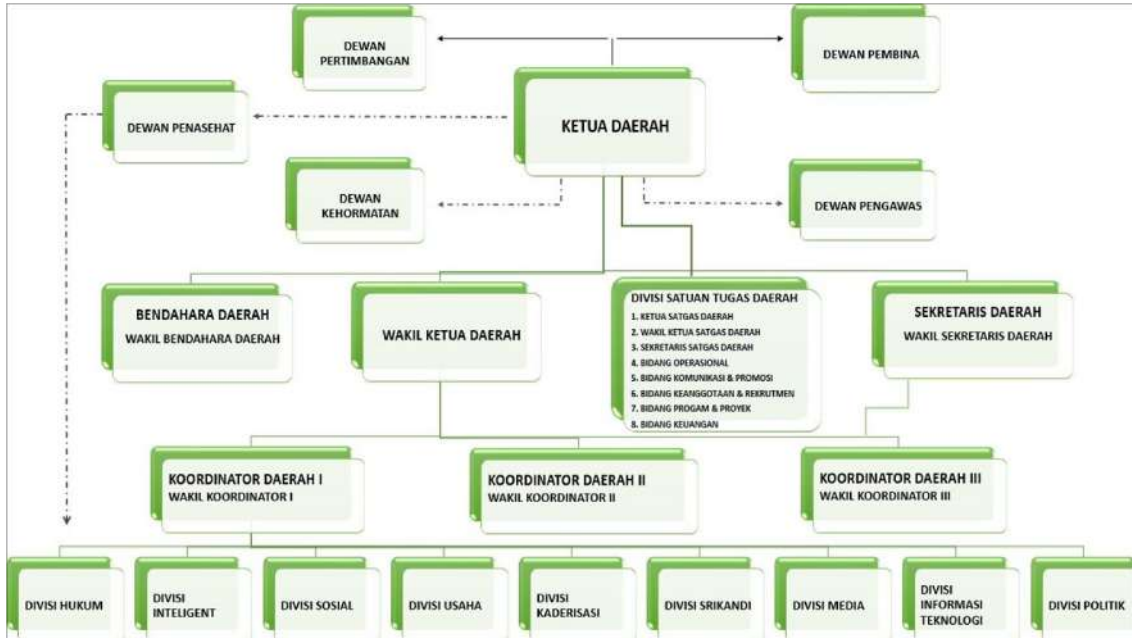 DEWAN
PERTIMBANGAN
DEWAN PEMBINA
DEWAN PENASEHAT
KETUA DAERAH
DEWAN
KEHORMATAN
DEWAN PENGAWAS
BENDAHARA DAERAH
WAKIL BENDAHARA DAERAH
WAKIL KETUA DAERAH
DIVISI SATUAN TUGAS DAERAH
1. KETUA SATGAS DAERAH
2. WAKIL KETUA SATGAS DAERAH
3. SEKRETARIS SATGAS DAERAH
4. BIDANG OPERASIONAL
5. BIDANG KOMUNIKASI & PROMOSI
6. BIDANG KEANGGOTAAN & REKRUTMEN
7. BIDANG PROGAM & PROYEK
8. BIDANG KEUANGAN
SEKRETARIS DAERAH
WAKIL SEKRETARIS DAERAH
KOORDINATOR DAERAH I
WAKIL KOORDINATOR I
KOORDINATOR DAERAH II
WAKIL KOORDINATOR II
KOORDINATOR DAERAH III
WAKIL KOORDINATOR III
DIVISI HUKUM
DIVISI
INTELIGENT
DIVISI SOSIAL
DIVISI USAHA
DIVISI
KADERISASI
DIVISI SRIKANDI
DIVISI MEDIA
DIVISI
INFORMASI
TEKNOLOGI
DIVISI POLITIK